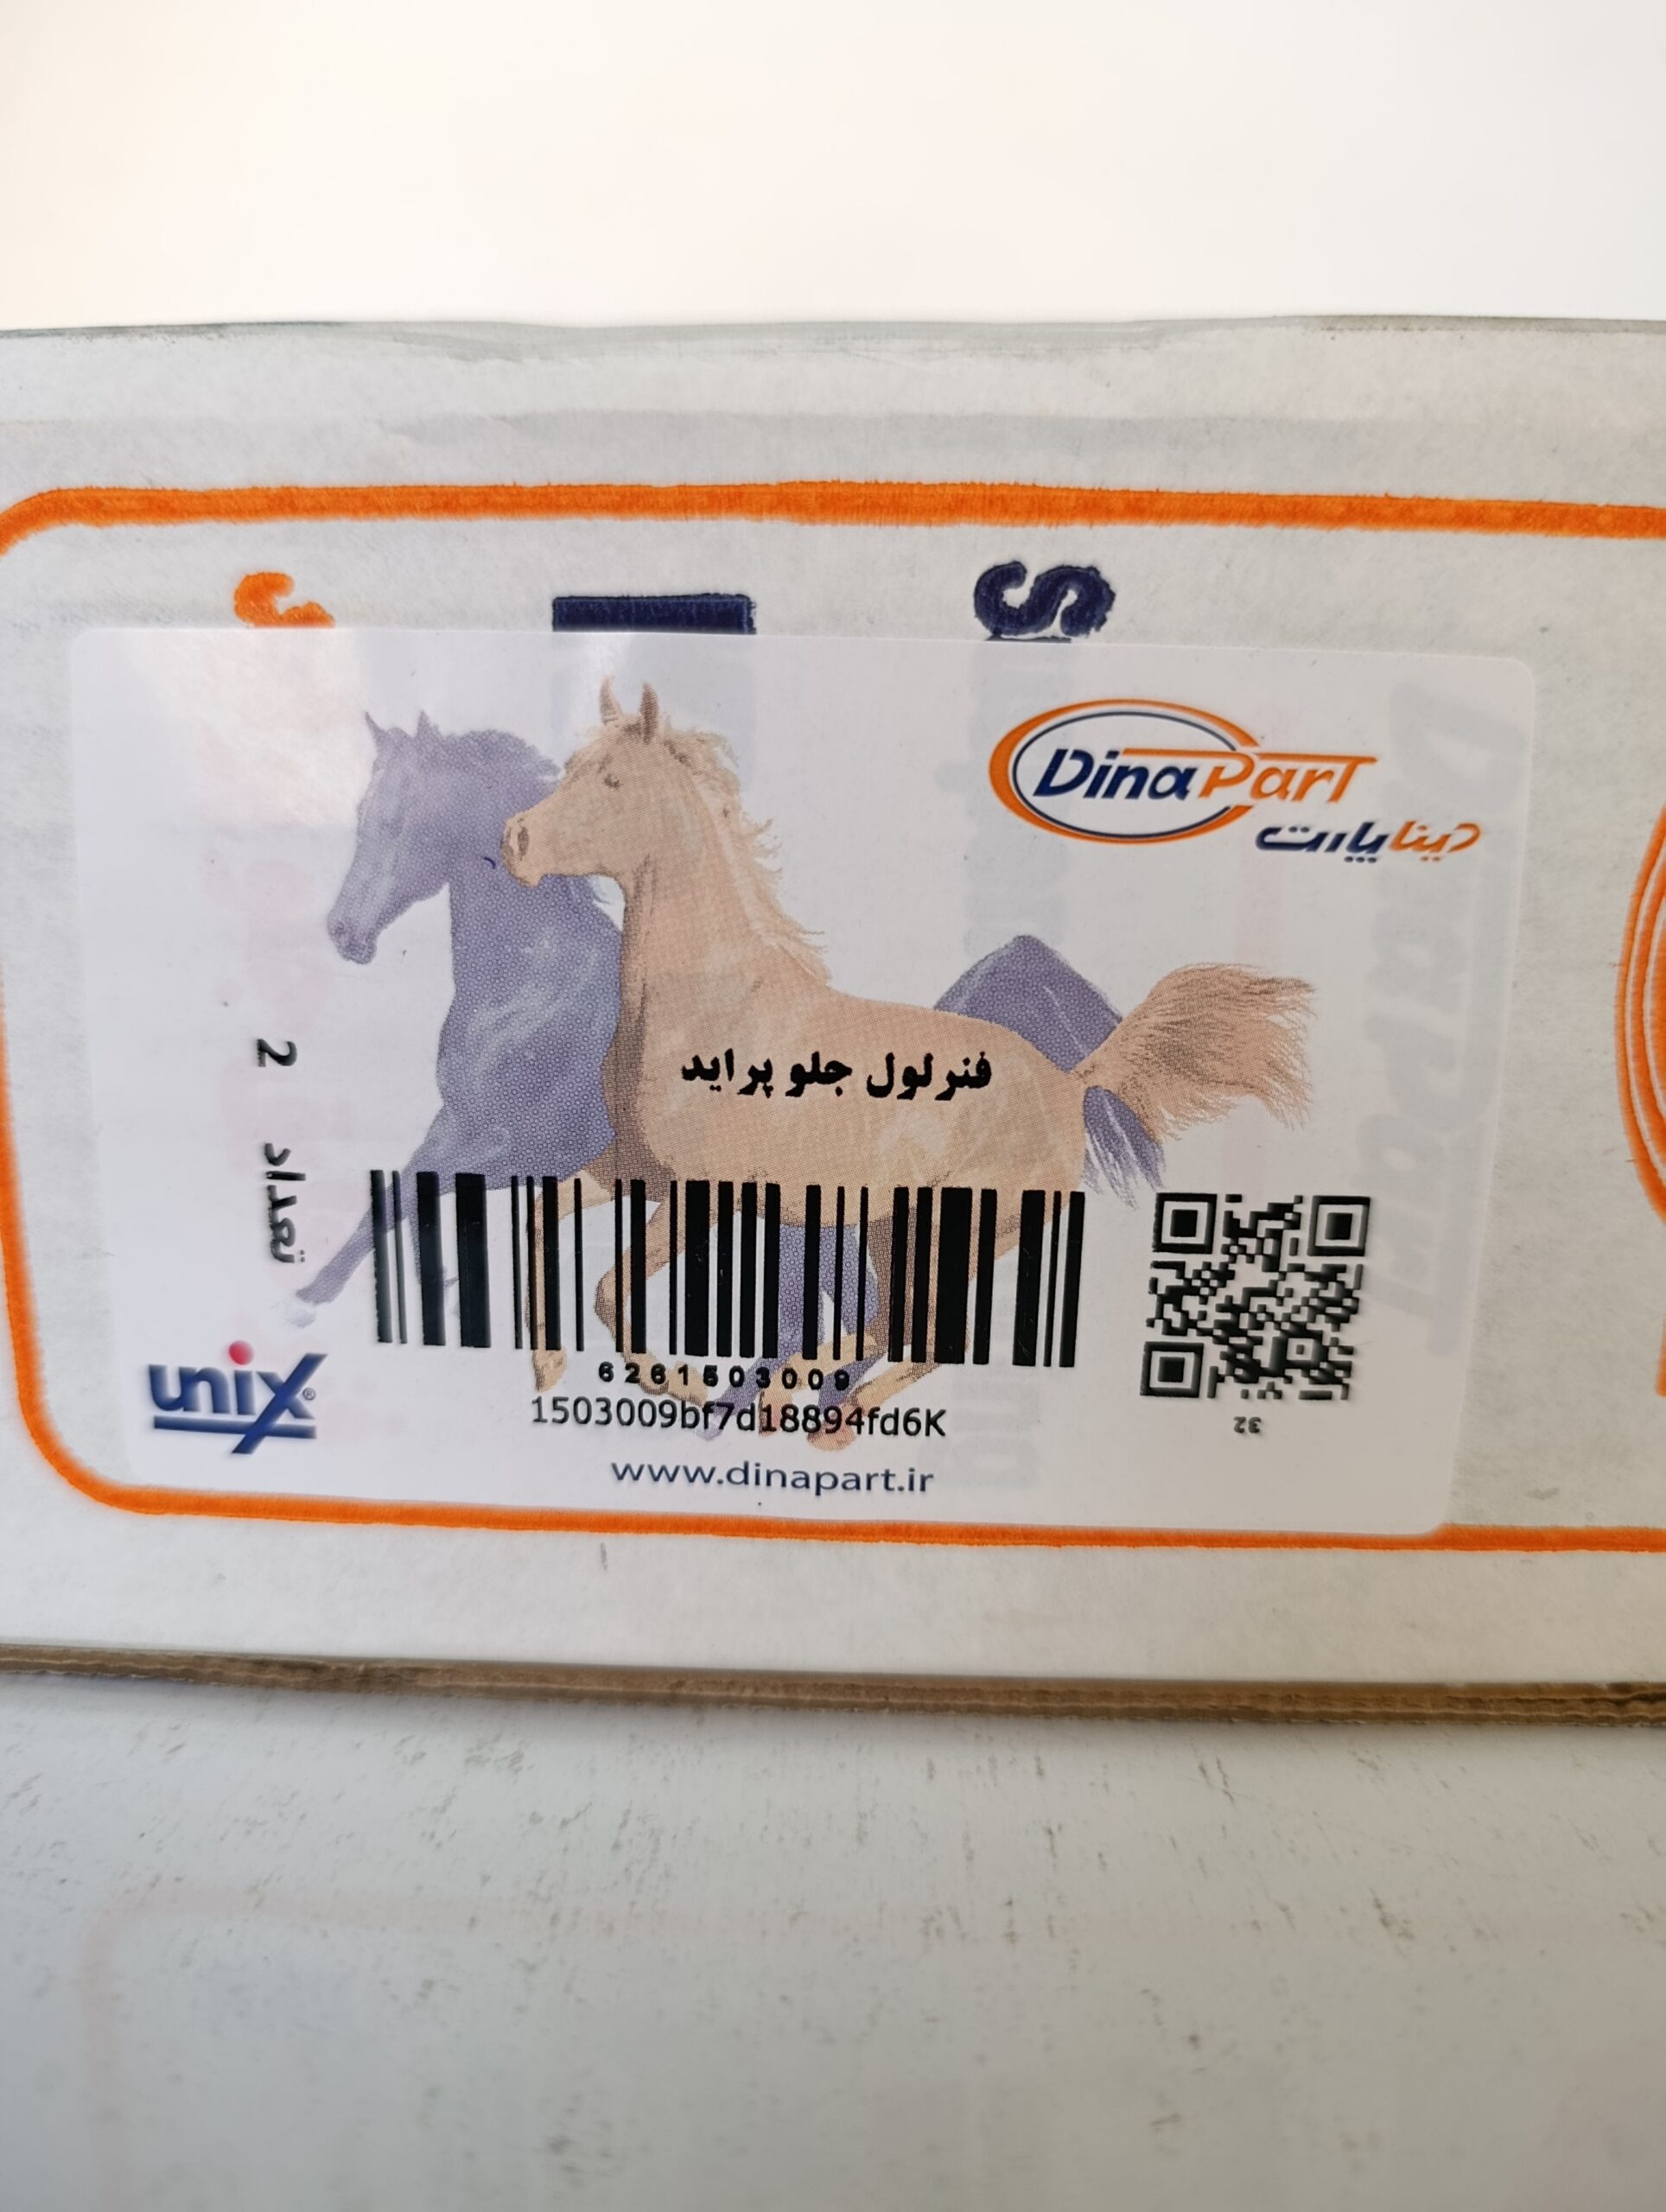 S
DinaPart
دینا پارت
فنرلول جلو پراید
تعداد 2
6261503009
1503009bf7d18894fd6K
32
unix®
www.dinapart.ir